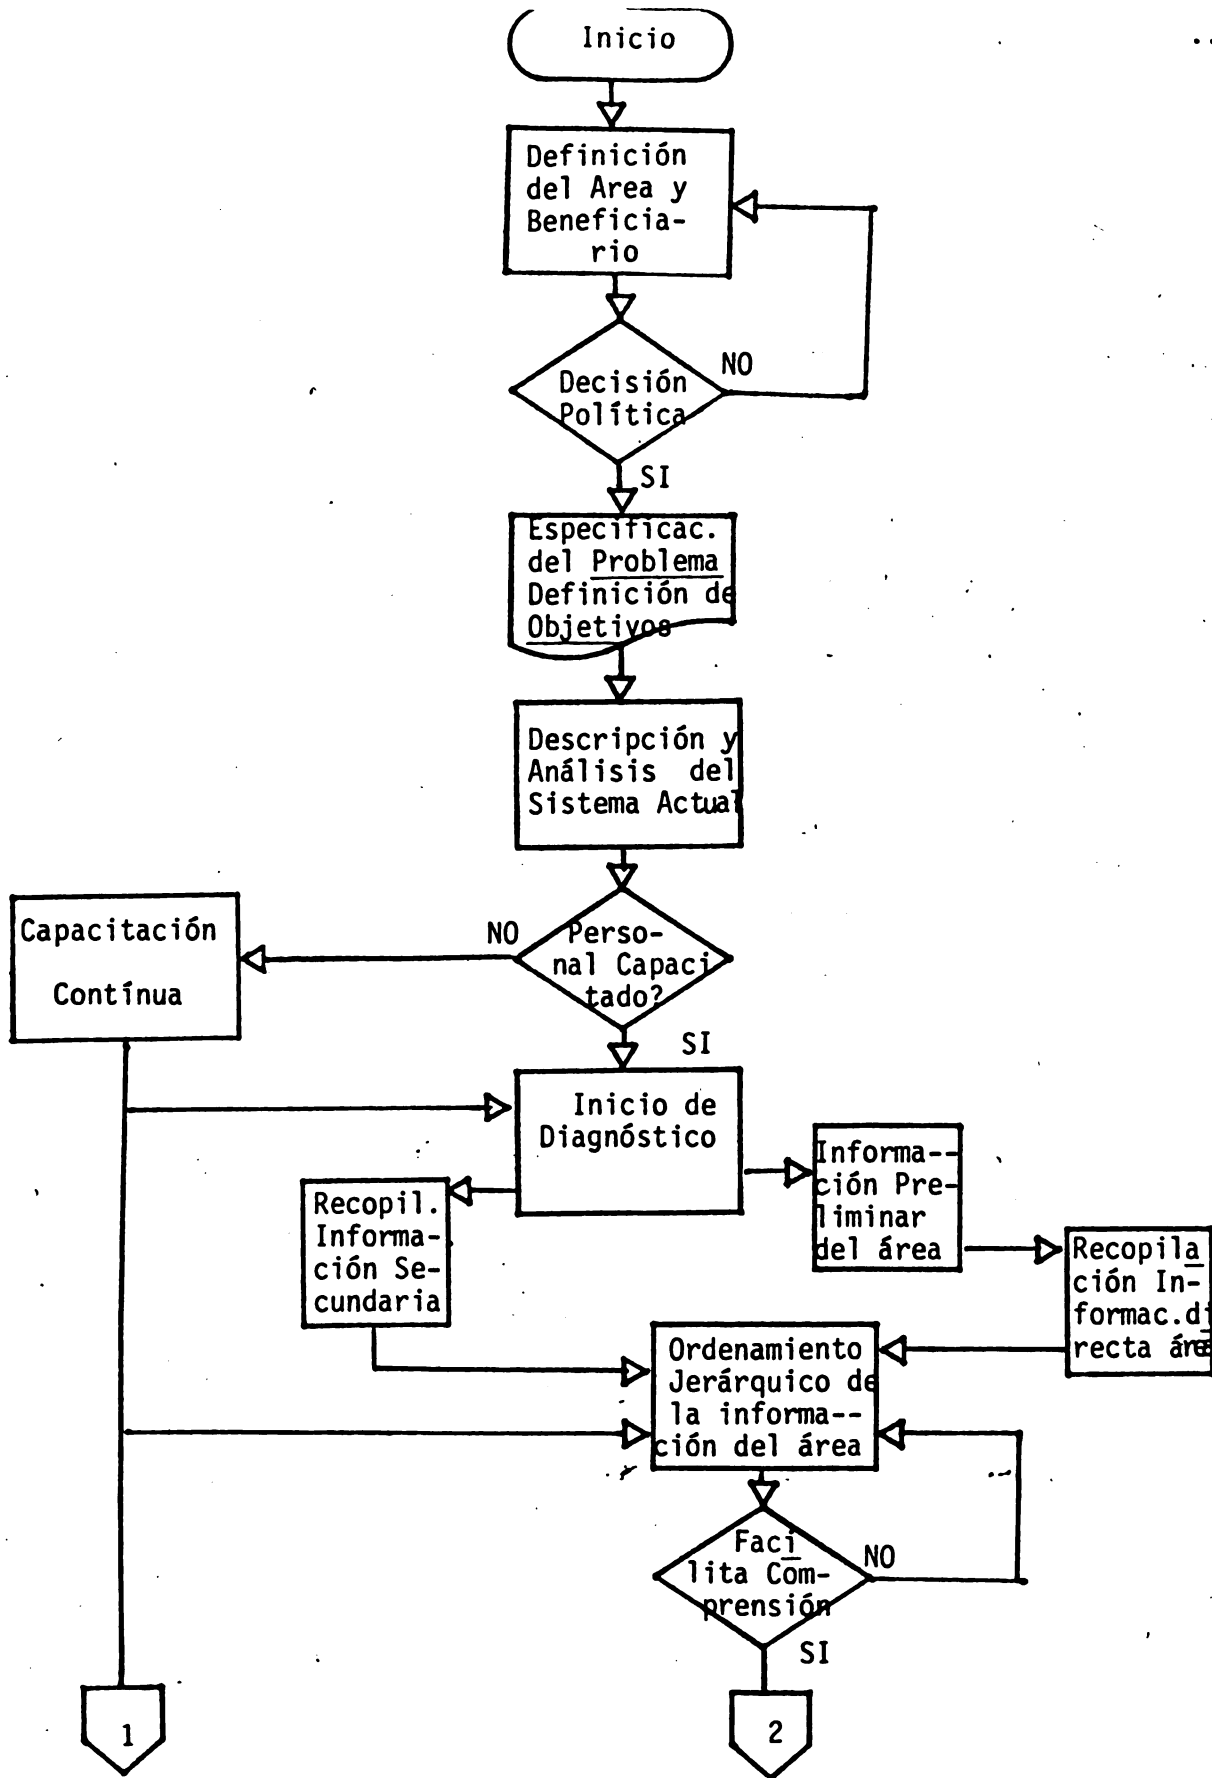 Inicio
Definición
del Area y
Beneficia-
rio
Decisión
Política
NO
SI
Especificac.
del Problema
Definición de
Objetivos
Descripción y
Análisis del
Sistema Actual
Perso-
nal Capaci
tado?
NO
SI
Capacitación
Contínua
Inicio de
Diagnóstico
Informa--
ción Pre-
liminar
del área
Recopil.
Informa-
ción Se-
cundaria
Recopila
ción In-
formac.di
recta área
Ordenamiento
Jerárquico de
la informa--
ción del área
Faci
lita Com-
prensión
NO
SI
1
2